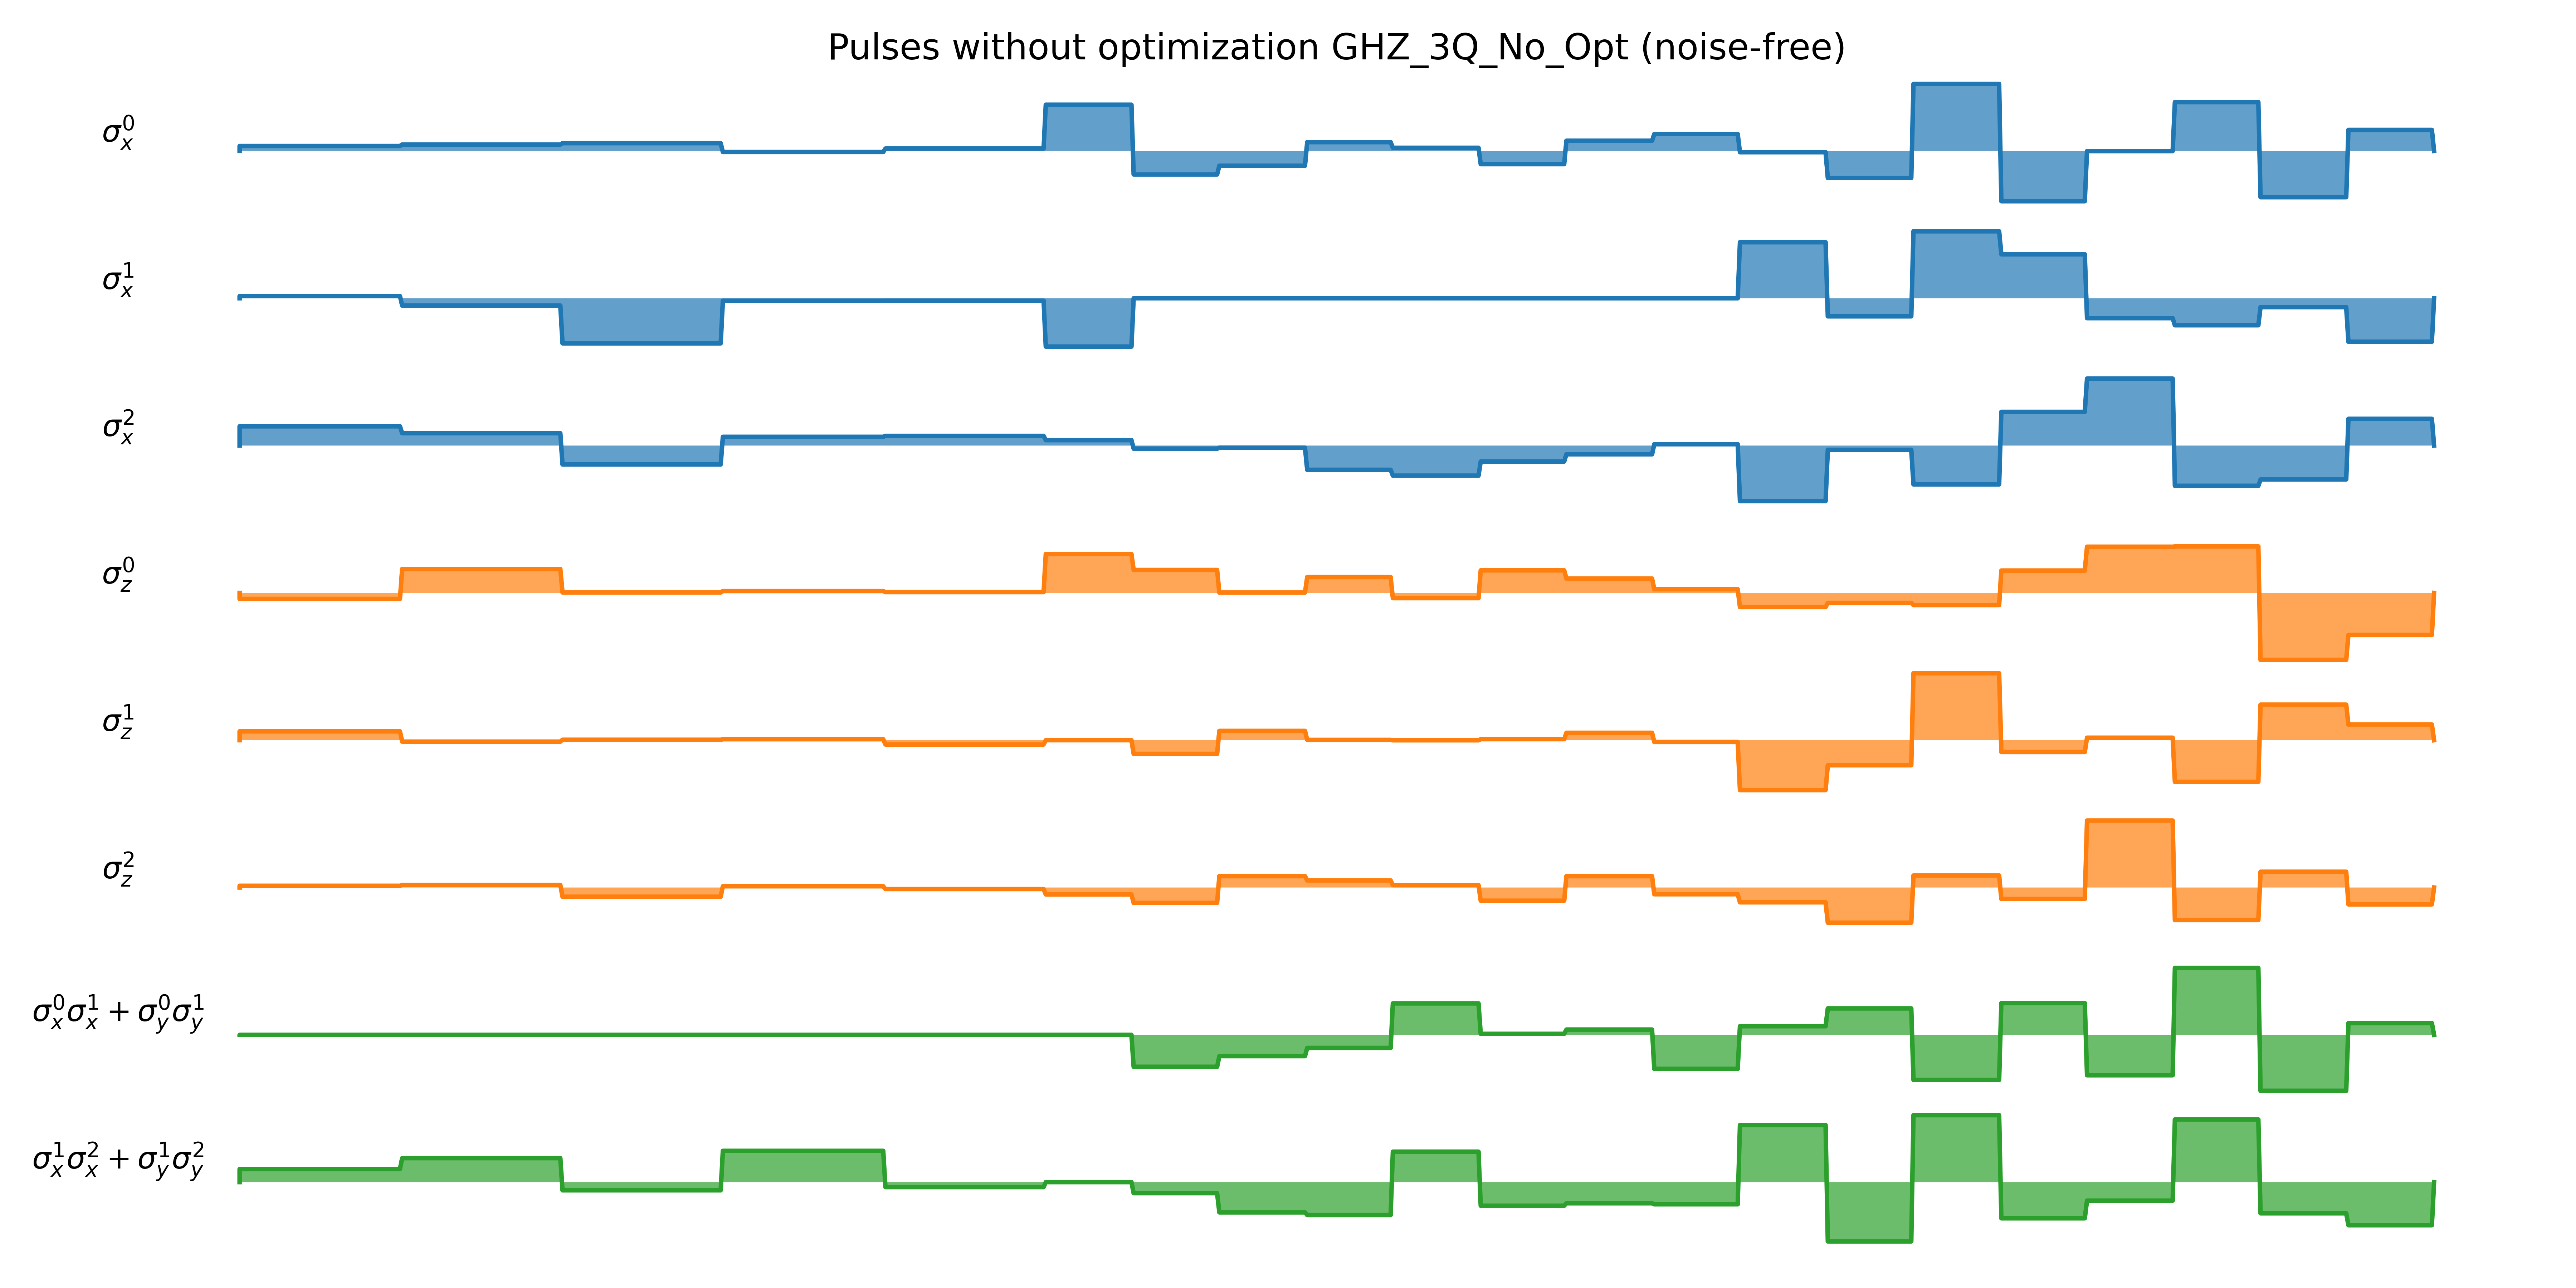 Pulses without optimization GHZ_3Q_No_Opt (noise-free)
σ_x^0
σ_x^1
σ_x^2
σ_z^0
σ_z^1
σ_z^2
σ_x^0σ_x^1 + σ_y^0σ_y^1
σ_x^1σ_x^2 + σ_y^1σ_y^2